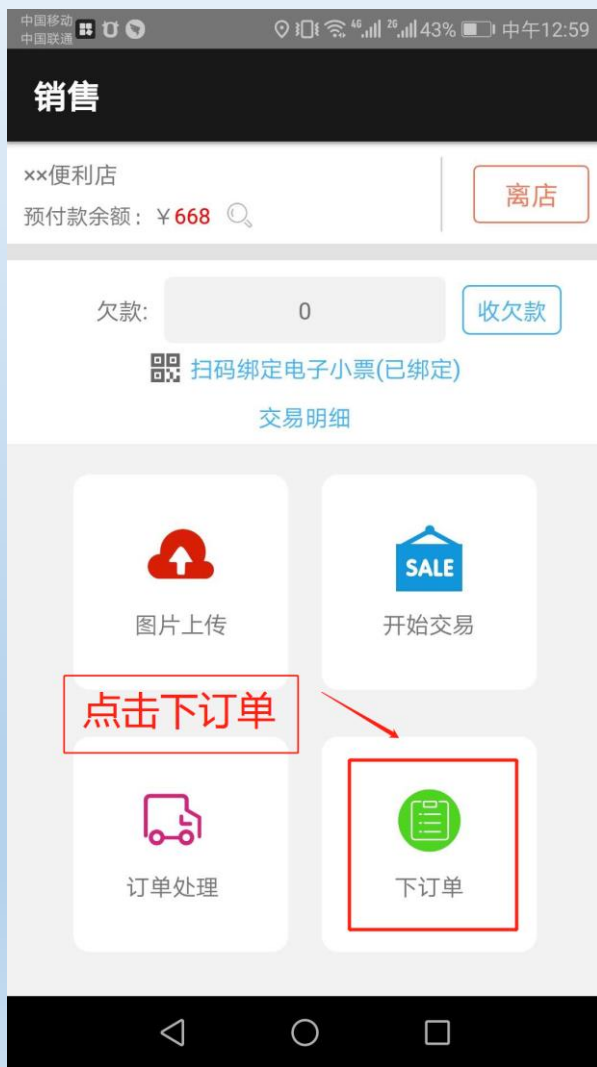 中国移动
中国联通
46 26 43% 中午12:59
销售
××便利店
预付款余额：￥668
离店
欠款:
0
收欠款
扫码绑定电子小票(已绑定)
交易明细
图片上传
SALE
开始交易
点击下订单
订单处理
下订单